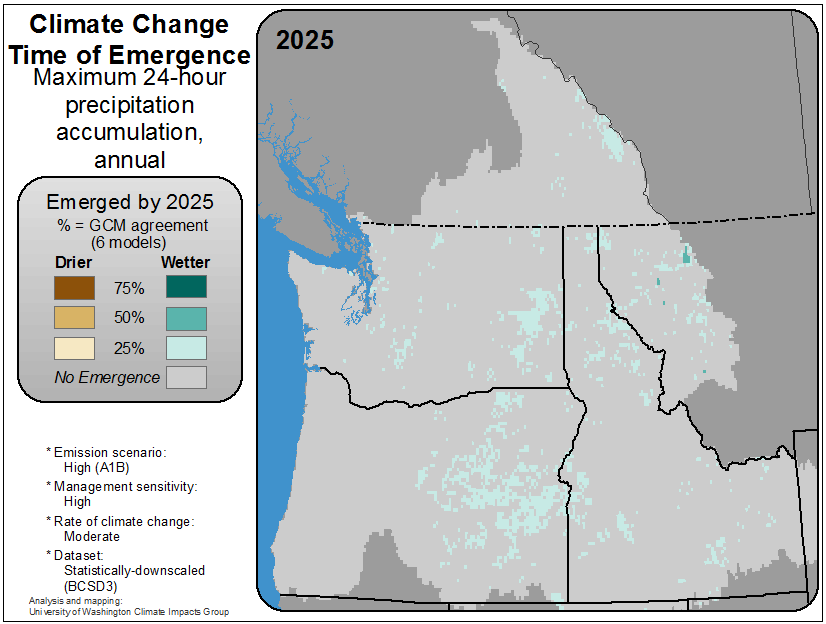 Climate Change
Time of Emergence
Maximum 24-hour
precipitation
accumulation,
annual
Emerged by 2025
% = GCM agreement
(6 models)
Drier Wetter
75%
50%
25%
No Emergence
* Emission scenario:
High (A1B)
* Management sensitivity:
High
* Rate of climate change:
Moderate
* Dataset:
Statistically-downscaled
(BCSD3)
Analysis and mapping:
University of Washington Climate Impacts Group
2025